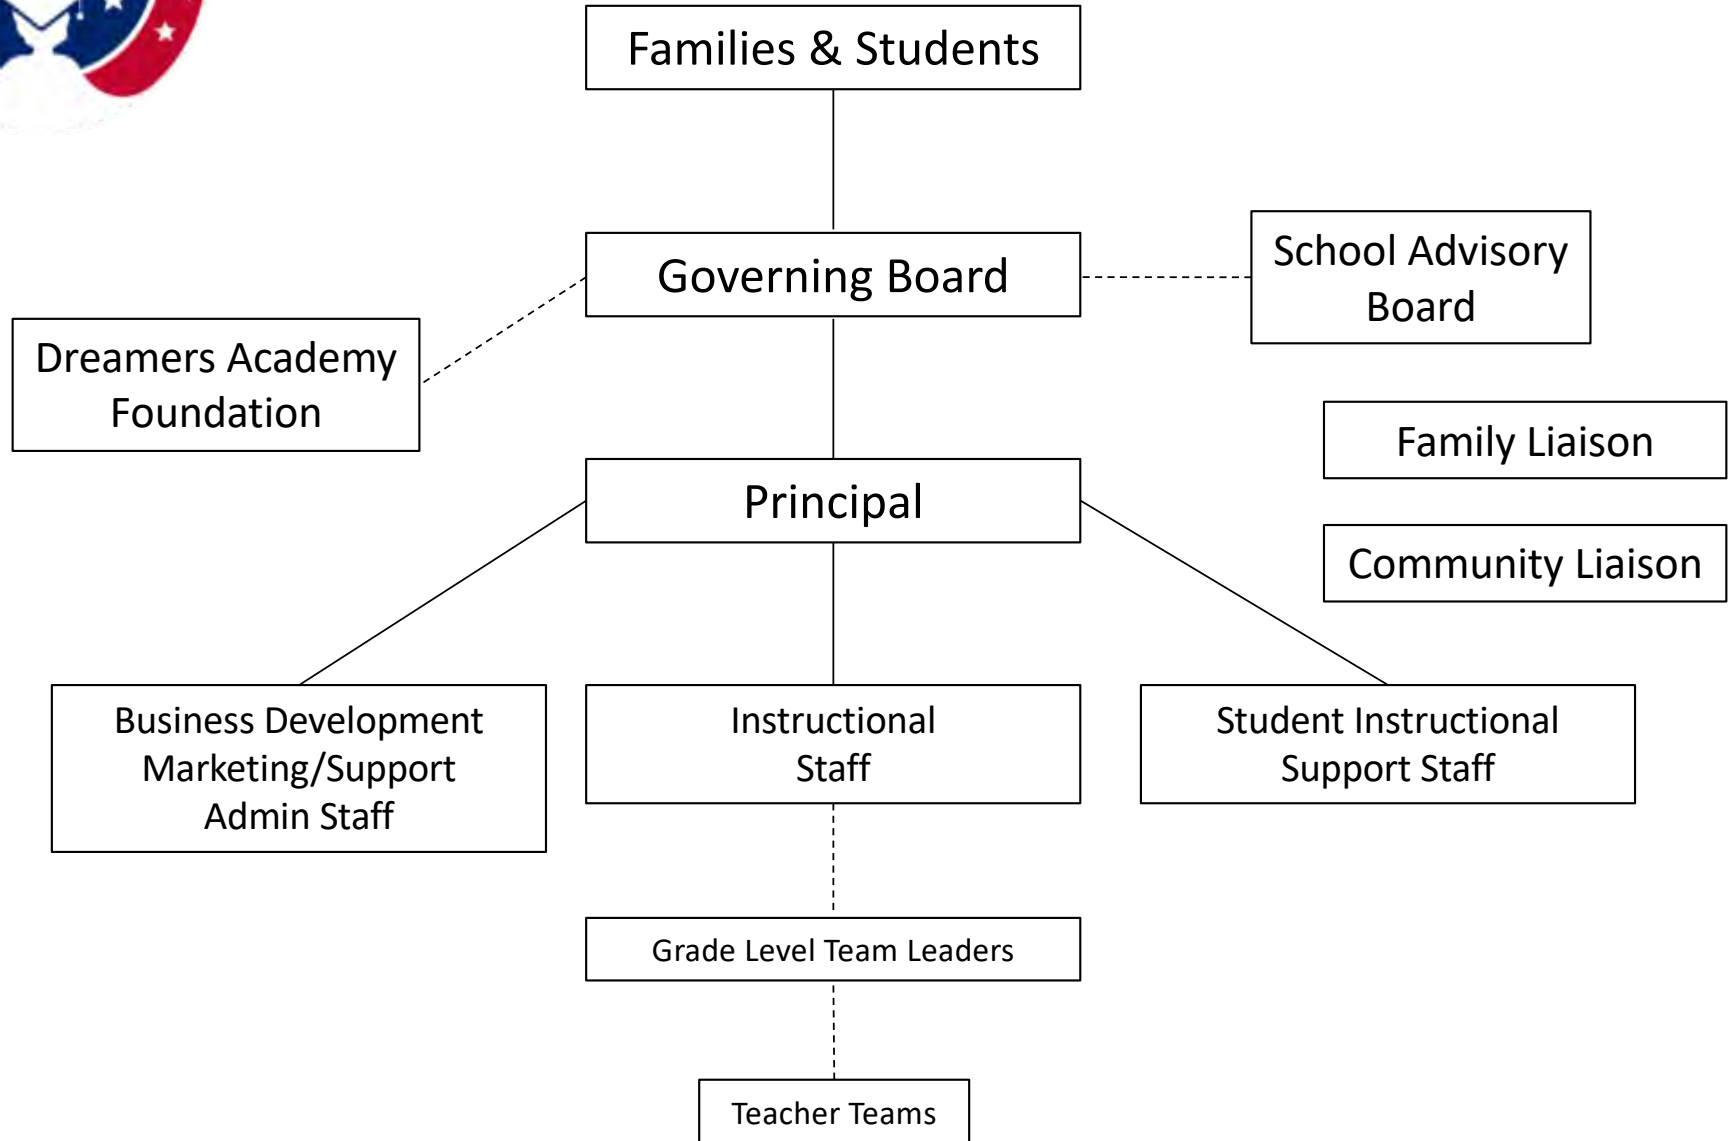 Families & Students
Governing Board
School Advisory
Board
Dreamers Academy
Foundation
Family Liaison
Principal
Community Liaison
Business Development
Marketing/Support
Admin Staff
Instructional
Staff
Student Instructional
Support Staff
Grade Level Team Leaders
Teacher Teams